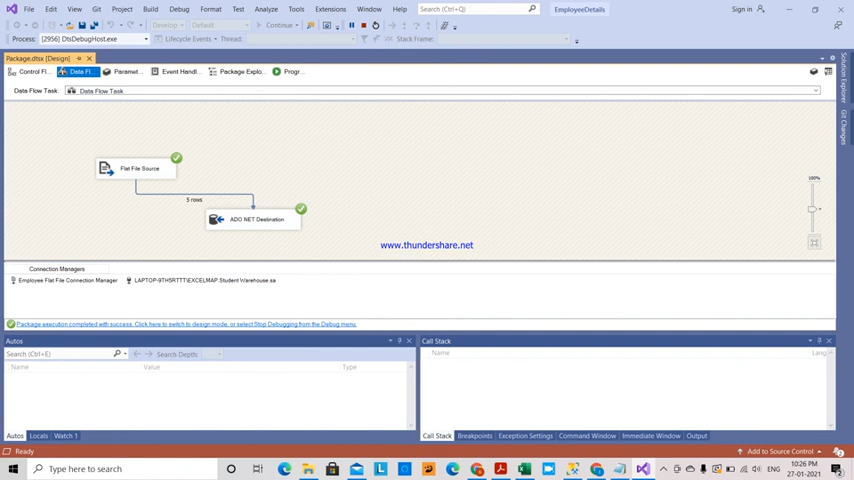 File Edit View Git Project Build Debug Format Test Analyze Tools Extensions Window Help Search (Ctrl+Q) EmployeeDetails Sign in
Develop Default Continue
Process: [2956] DtsDebugHost.exe Lifecycle Events Thread: Stack Frame:
Package.dtsx [Design]
Control Fl... Data Fl... Paramet... Event Handl... Package Explo... Progr...
Data Flow Task: Data Flow Task
Flat File Source
5 rows
ADO NET Destination
100%
www.thundershare.net
Connection Managers
Employee Flat File Connection Manager LAPTOP-9TH5RTTT\EXCELMAP.Student Warehouse.sa
Package execution completed with success. Click here to switch to design mode, or select Stop Debugging from the Debug menu.
Autos
Search (Ctrl+E) Search Depth:
Name Value Type
Autos Locals Watch 1
Call Stack
Name Lang
Call Stack Breakpoints Exception Settings Command Window Immediate Window Output
Solution Explorer
Git Changes
Ready Add to Source Control 2
Type here to search
ENG
10:26 PM
27-01-2021
2